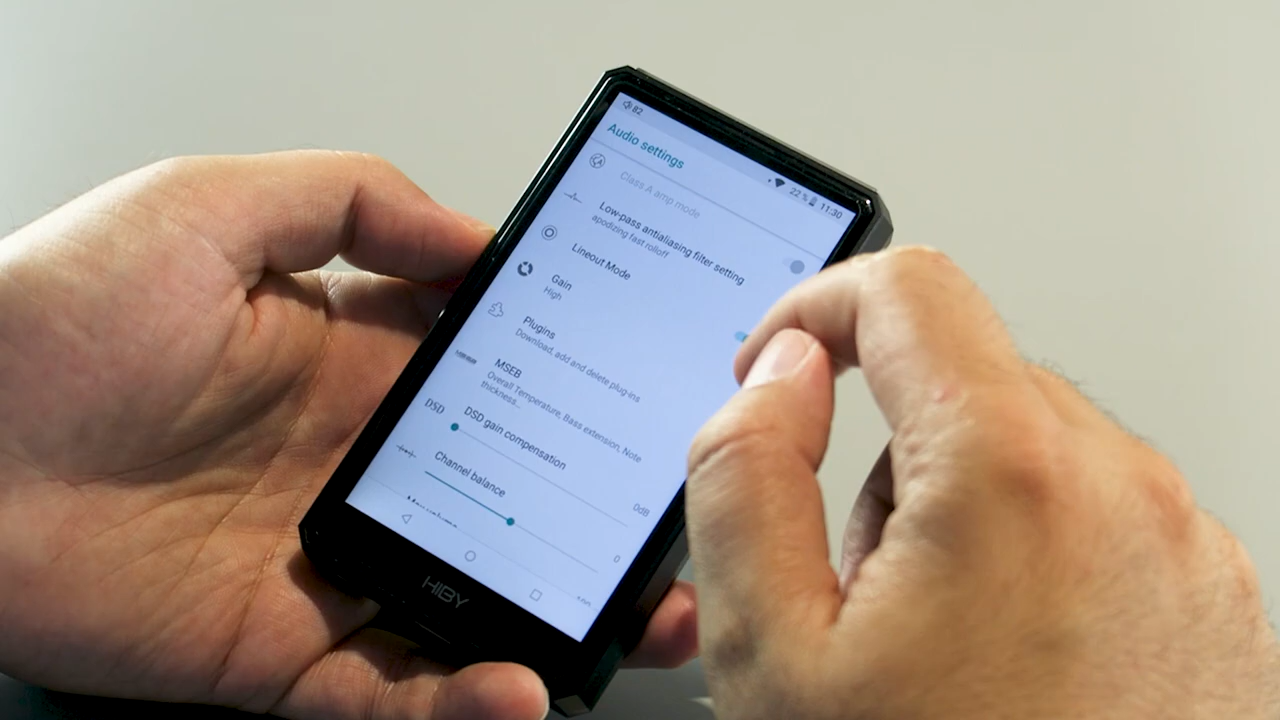 82
22 % 11:30
Audio settings
Class A amp mode
Low-pass antialiasing filter setting
apodizing fast rolloff
Lineout Mode
Gain
High
Plugins
Download, add and delete plug-ins
MSEB
Overall Temperature, Bass extension, Note
thickness...
DSD
DSD gain compensation
0dB
Channel balance
0
HIBY